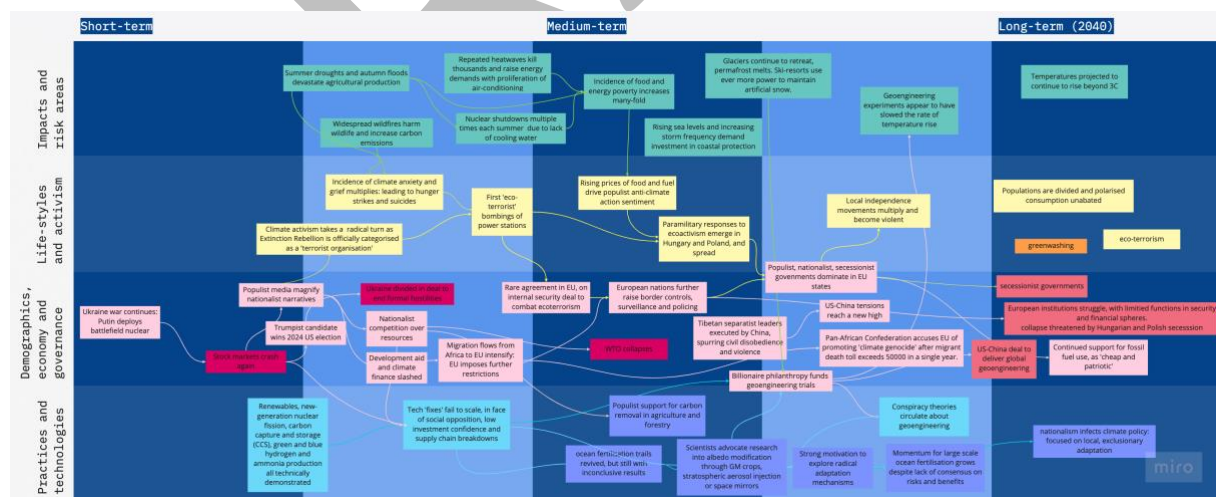 Short-term
Medium-term
Long-term (2040)
Impacts and
risk areas
Summer droughts and autumn floods
devastate agricultural production
Repeated heatwaves kill
thousands and raise energy
demands with proliferation of
air-conditioning
Incidence of food and
energy poverty increases
many-fold
Glaciers continue to retreat,
permafrost melts. Ski-resorts use
ever more power to maintain
artificial snow.
Temperatures projected to
continue to rise beyond 3C
Geoengineering
experiments appear to have
slowed the rate of
temperature rise
Widespread wildfires harm
wildlife and increase carbon
emissions
Nuclear shutdowns multiple
times each summer due to lack
of cooling water
Rising sea levels and increasing
storm frequency demand
investment in coastal protection
Life-styles
and activism
Incidence of climate anxiety and
grief multiplies: leading to hunger
strikes and suicides
First 'eco-
terrorist'
bombings of
power stations
Rising prices of food and fuel
drive populist anti-climate
action sentiment
Local independence
movements multiply and
become violent
Populations are divided and polarised
consumption unabated
Climate activism takes a radical turn as
Extinction Rebellion is officially categorised
as a 'terrorist organisation'
Paramilitary responses to
ecoactivism emerge in
Hungary and Poland, and
spread
greenwashing
eco-terrorism
Demographics,
economy and
governance
Populist, nationalist, secessionist
govenments dominate in EU
states
secessionist governments
Populist media magnify
nationalist narratives
Ukraine divided in deal to
end formal hostilities
Rare agreement in EU, on
internal security deal to
combat ecoterrorism
European nations further
raise border controls,
surveillance and policing
Ukraine war continues:
Putin deploys
battlefield nuclear
Trumpist candidate
wins 2024 US election
Nationalist
competition over
resources
US-China tensions
reach a new high
European Institutions struggle, with limited functions in security
and financial spheres.
collapse threatened by Hungarian and Polish secession
Stock markets crash
again
Development aid
and climate
finance slashed
Migration flows from
Africa to EU intensify:
EU imposes further
restrictions
WTO collapses
Tibetan separatist leaders
executed by China,
spurring civil disobedience
and violence
Pan-African Confederation accuses EU of
promoting 'climate genocide' after migrant
death toll exceeds 50000 in a single year.
US-China deal to
deliver global
geoengineering
Continued support for fossil
fuel use, as 'cheap and
patriotic'
Billionaire philanthropy funds
geoengineering trials
Practices and
technologies
Renewables, new-
generation nuclear
fission, carbon
capture and storage
(CCS), green and blue
hydrogen and
ammonia production
all technically
demonstrated
Tech 'fixes' fail to scale, in face
of social opposition, low
investment confidence and
supply chain breakdowns
Populist support for carbon
removal in agriculture and
forestry
Conspiracy theories
circulate about
geoengineering
ocean fertilisation trails
revived, but still with
inconclusive results
Scientists advocate research
into albedo modification
through GM crops,
stratospheric aerosol injection
or space mirrors
Strong motivation to
explore radical
adaptation
mechanisms
Momentum for large scale
ocean fertilisation grows
despite lack of consensus on
risks and benefits
nationalism infects climate policy:
focused on local, exclusionary
adaptation
miro